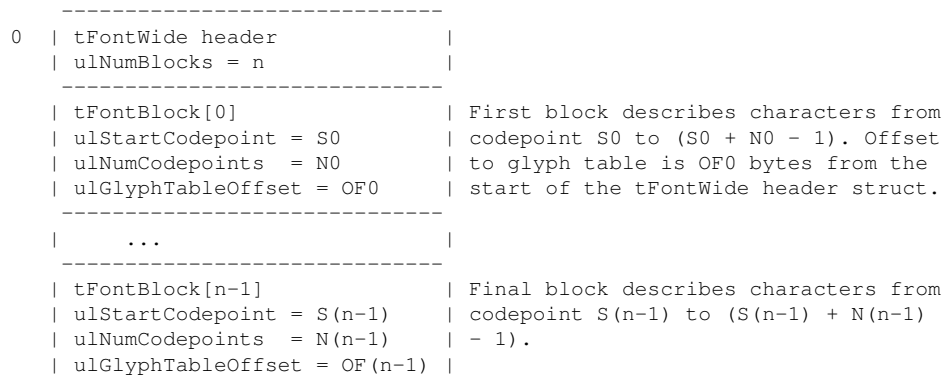 ------------------------------
0  | tFontWide header             |
   | ulNumBlocks = n              |
    ------------------------------
   | tFontBlock[0]                | First block describes characters from
   | ulStartCodepoint = S0        | codepoint S0 to (S0 + N0 - 1). Offset
   | ulNumCodepoints  = N0        | to glyph table is OF0 bytes from the
   | ulGlyphTableOffset = OF0     | start of the tFontWide header struct.
    ------------------------------
   |     ...                      |
    ------------------------------
   | tFontBlock[n-1]              | Final block describes characters from
   | ulStartCodepoint = S(n-1)    | codepoint S(n-1) to (S(n-1) + N(n-1)
   | ulNumCodepoints  = N(n-1)    | - 1).
   | ulGlyphTableOffset = OF(n-1) |